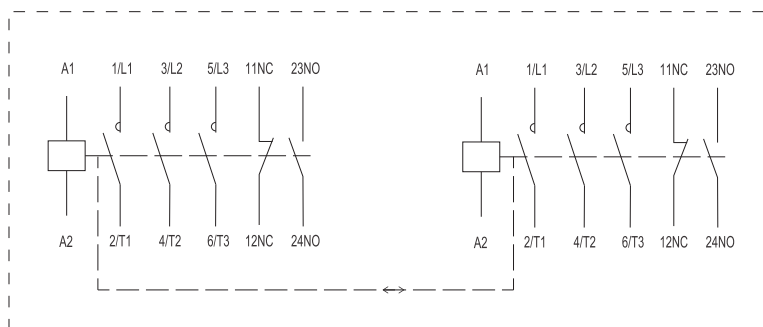 A1 1/L1 3/L2 5/L3 11NC 23NO A1 1/L1 3/L2 5/L3 11NC 23NO
A2 2/T1 4/T2 6/T3 12NC 24NO A2 2/T1 4/T2 6/T3 12NC 24NO